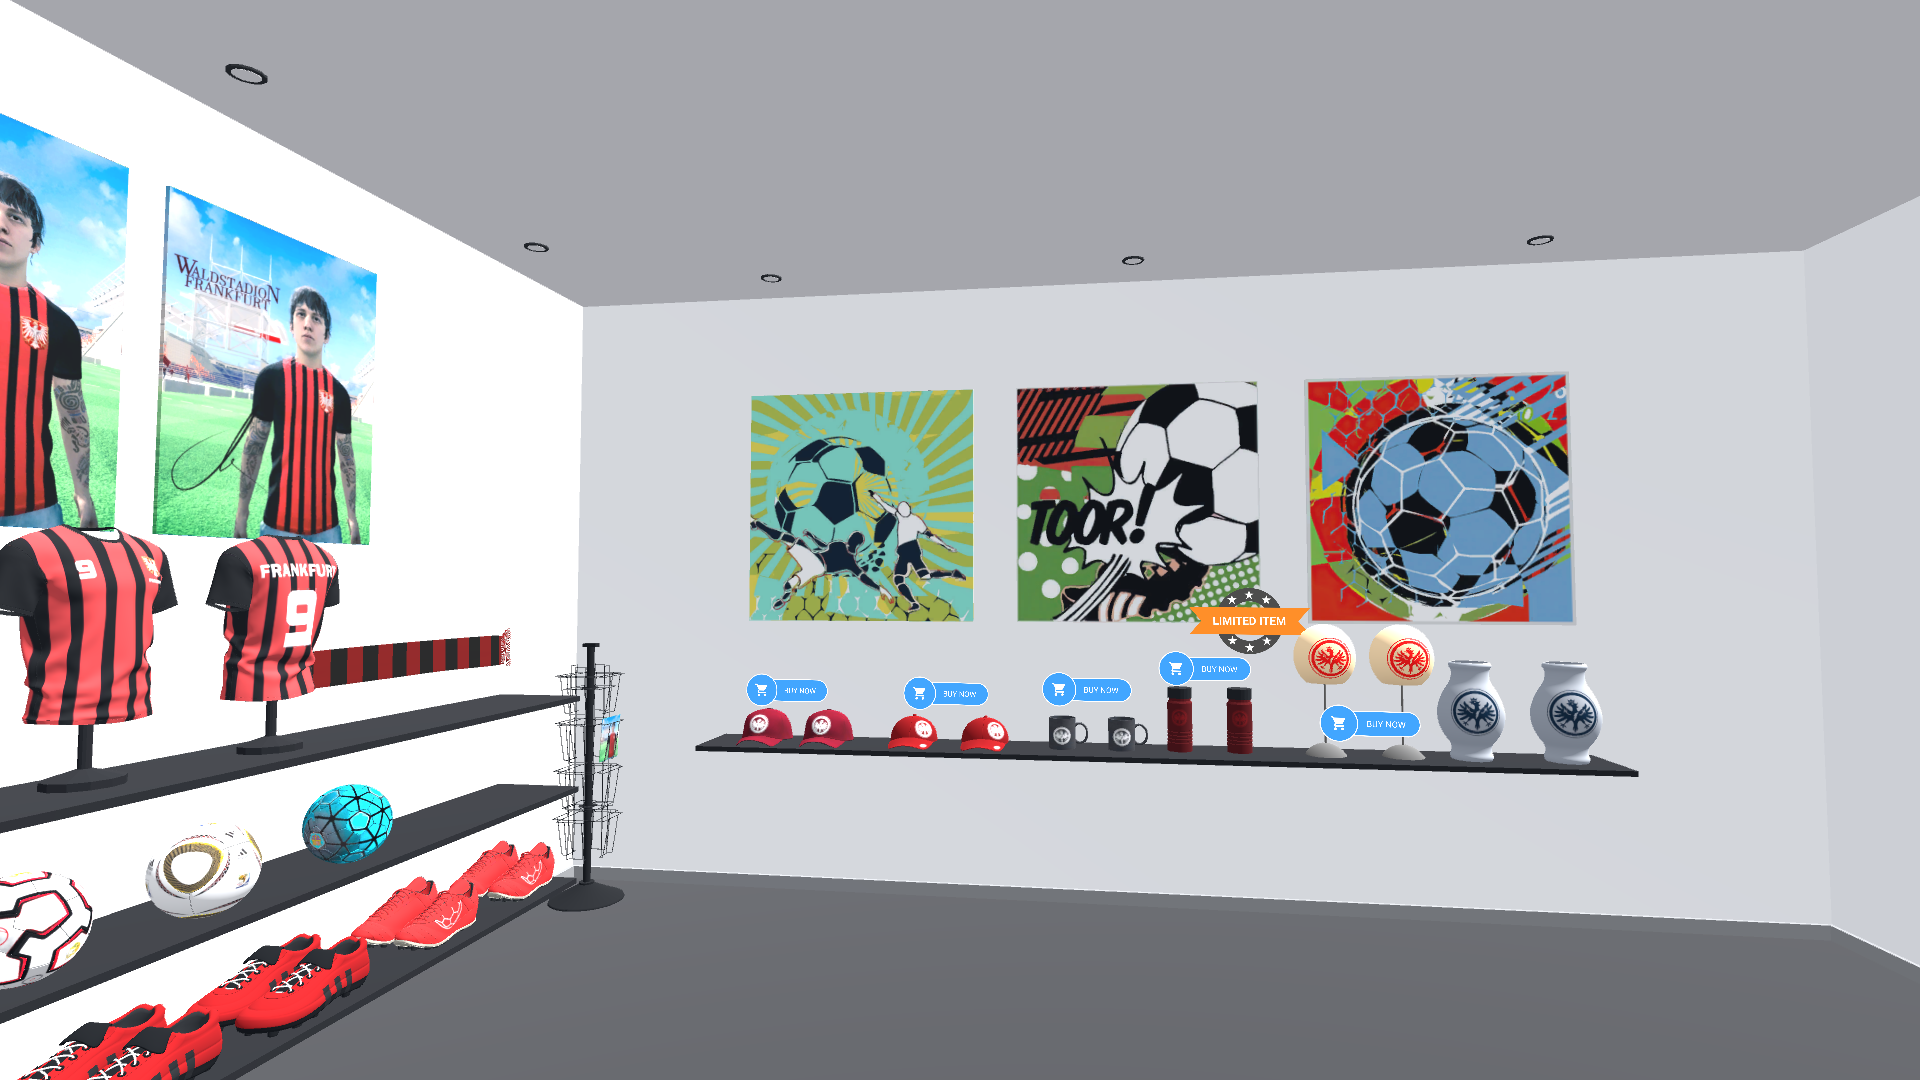 WALDSTADION
FRANKFURT
9
FRANKFURT
9
TOOR!
LIMITED ITEM
BUY NOW
BUY NOW
BUY NOW
BUY NOW
BUY NOW